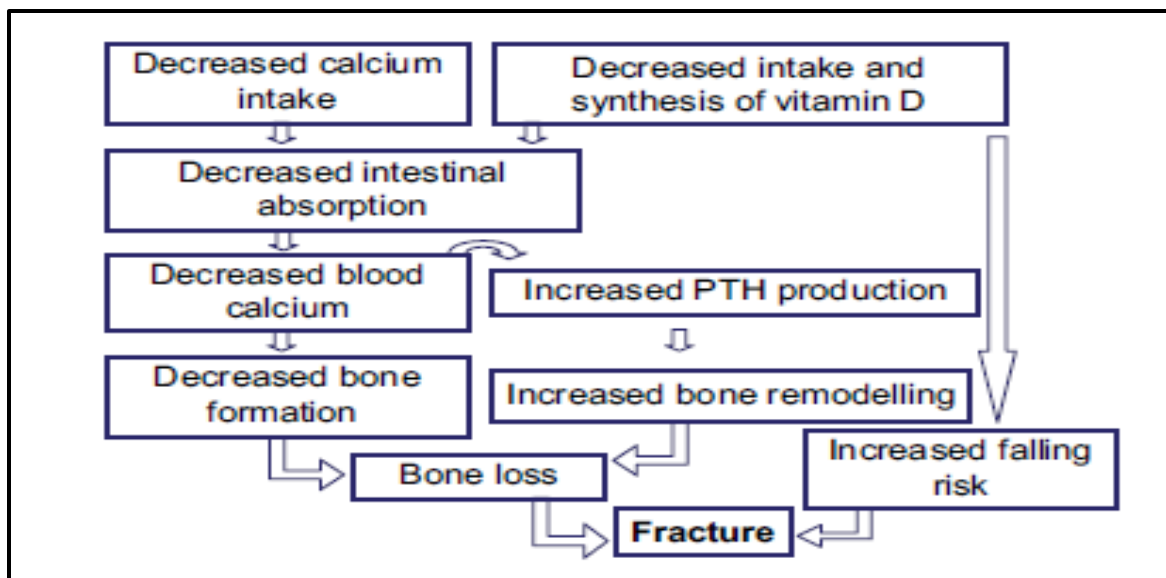 Decreased calcium
intake
Decreased intake and
synthesis of vitamin D
Decreased intestinal
absorption
Decreased blood
calcium
Increased PTH production
Decreased bone
formation
Increased bone remodelling
Bone loss
Increased falling
risk
Fracture